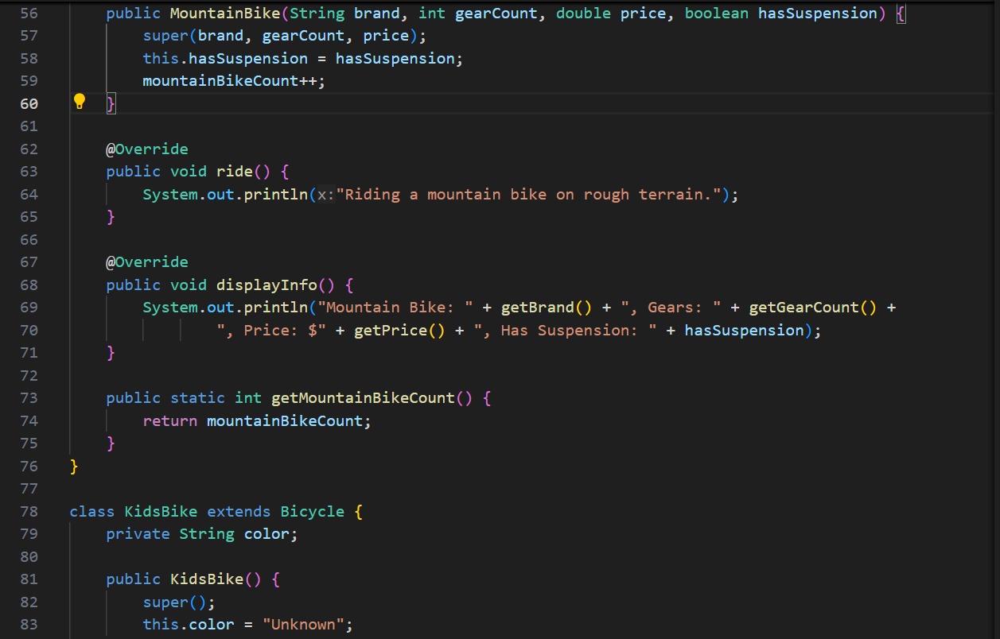 56 public MountainBike(String brand, int gearCount, double price, boolean hasSuspension) {
57 super(brand, gearCount, price);
58 this.hasSuspension = hasSuspension;
59 mountainBikeCount++;
60 }
61
62 @Override
63 public void ride() {
64 System.out.println(x:"Riding a mountain bike on rough terrain.");
65 }
66
67 @Override
68 public void displayInfo() {
69 System.out.println("Mountain Bike: " + getBrand() + ", Gears: " + getGearCount() +
70 ", Price: $" + getPrice() + ", Has Suspension: " + hasSuspension);
71 }
72
73 public static int getMountainBikeCount() {
74 return mountainBikeCount;
75 }
76 }
77
78 class KidsBike extends Bicycle {
79 private String color;
80
81 public KidsBike() {
82 super();
83 this.color = "Unknown";